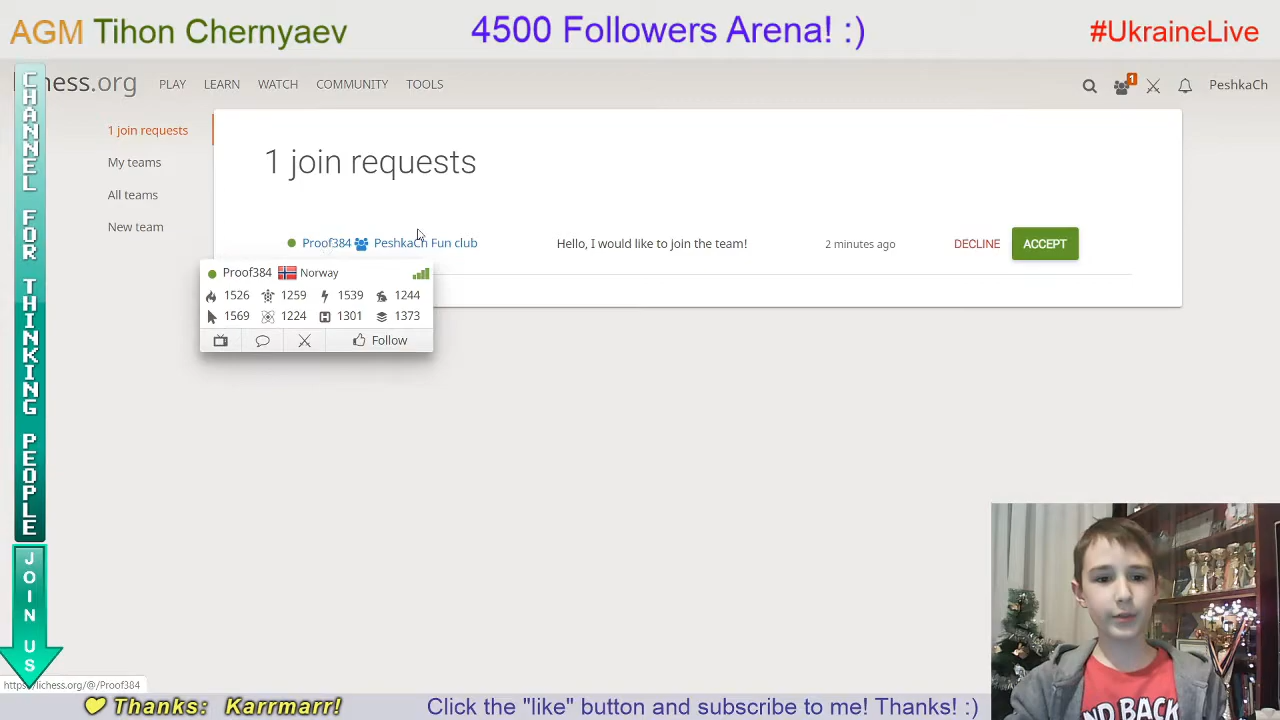 AGM Tihon Chernyaev
4500 Followers Arena! :)
#UkraineLive
hess.org
PLAY
LEARN
WATCH
COMMUNITY
TOOLS
1
PeshkaCh
1 join requests
My teams
All teams
New team
1 join requests
Proof384
PeshkaCh Fun club
Hello, I would like to join the team!
2 minutes ago
DECLINE
ACCEPT
Proof384
Norway
1526 1259 1539 1244
1569 1224 1301 1373
Follow
CHANNEL FOR THINKING PEOPLE
JOIN US
https://lichess.org/@/Proof384
ND BACK
Thanks: Karrmarr!
Click the "like" button and subscribe to me! Thanks! :)